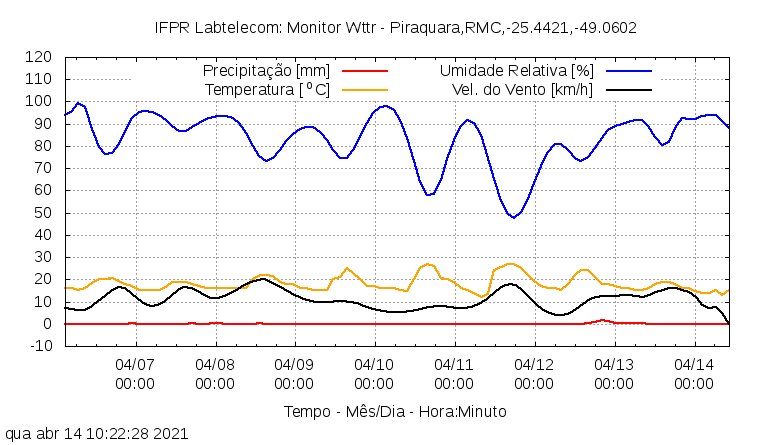 IFPR Labtelecom: Monitor Wttr - Piraquara,RMC,-25.4421,-49.0602
Precipitação [mm]
Temperatura [⁰C]
Umidade Relativa [%]
Vel. do Vento [km/h]
120
110
100
90
80
70
60
50
40
30
20
10
0
-10
04/07 04/08 04/09 04/10 04/11 04/12 04/13 04/14
00:00 00:00 00:00 00:00 00:00 00:00 00:00 00:00
Tempo - Mês/Dia - Hora:Minuto
qua abr 14 10:22:28 2021